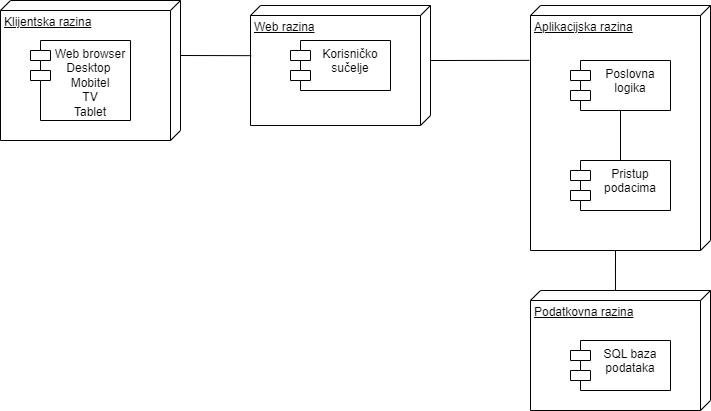 Klijentska razina
Web browser
Desktop
Mobitel
TV
Tablet
Web razina
Korisničko
sučelje
Aplikacijska razina
Poslovna
logika
Pristup
podacima
Podatkovna razina
SQL baza
podataka